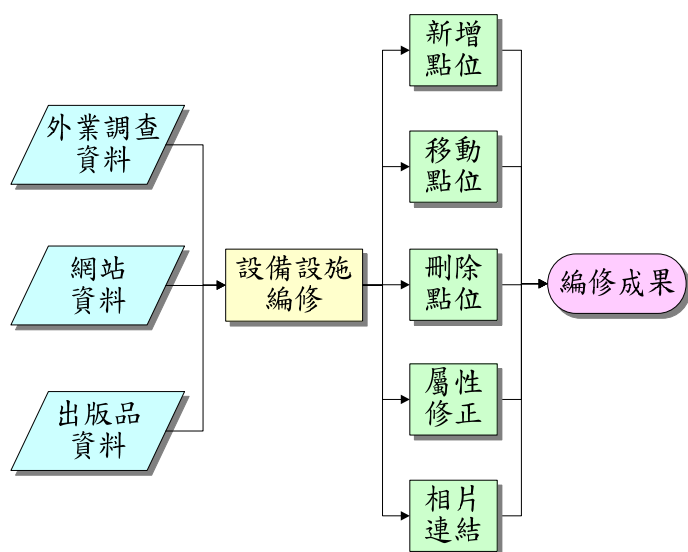 外業調查
資料
網站
資料
出版品
資料
設備設施
編修
新增
點位
移動
點位
刪除
點位
屬性
修正
相片
連結
編修成果